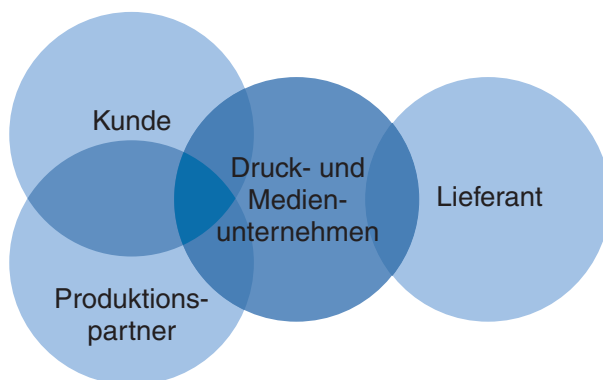 Kunde
Druck- und
Medien-
unternehmen
Lieferant
Produktions-
partner